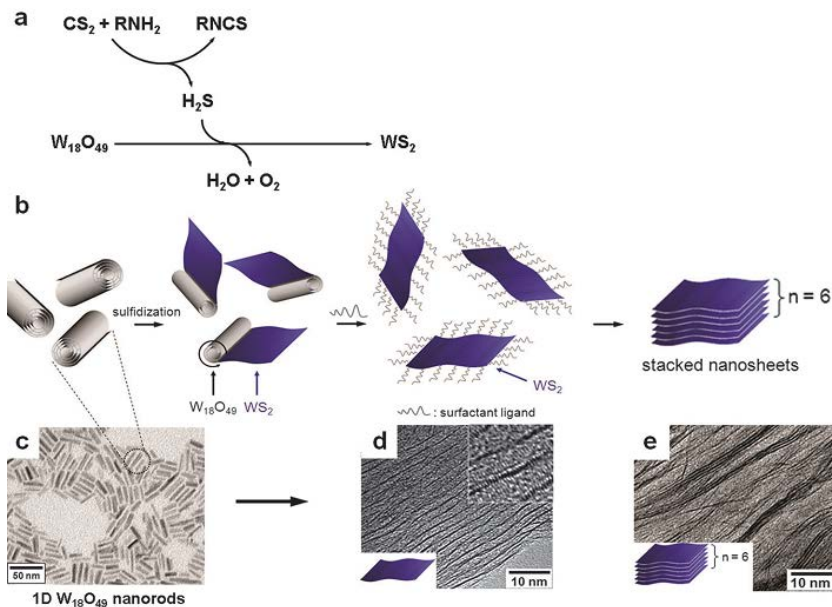 a
CS₂ + RNH₂ RNCS
H₂S
W₁₈O₄₉ WS₂
H₂O + O₂
b
sulfidization
n = 6
stacked nanosheets
W₁₈O₄₉ WS₂
WS₂
: surfactant ligand
c d e
n = 6
50 nm 10 nm 10 nm
1D W₁₈O₄₉ nanorods